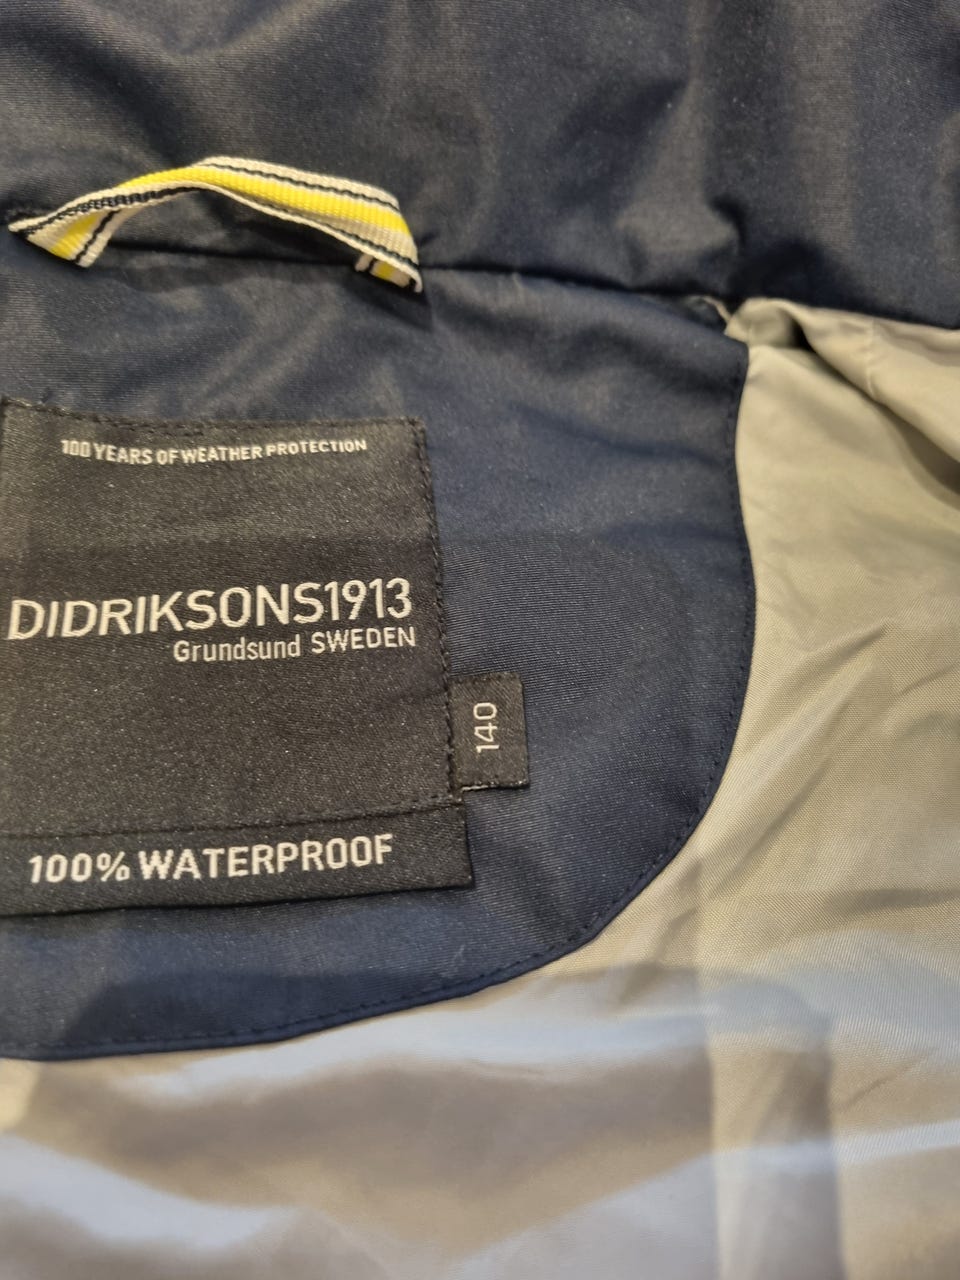 100 YEARS OF WEATHER PROTECTION
DIDRIKSONS1913
Grundsund SWEDEN
140
100% WATERPROOF